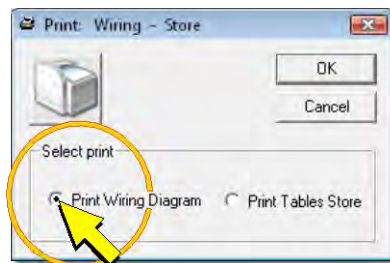 Print: Wiring - Store
OK
Cancel
Select print
Print Wiring Diagram
Print Tables Store